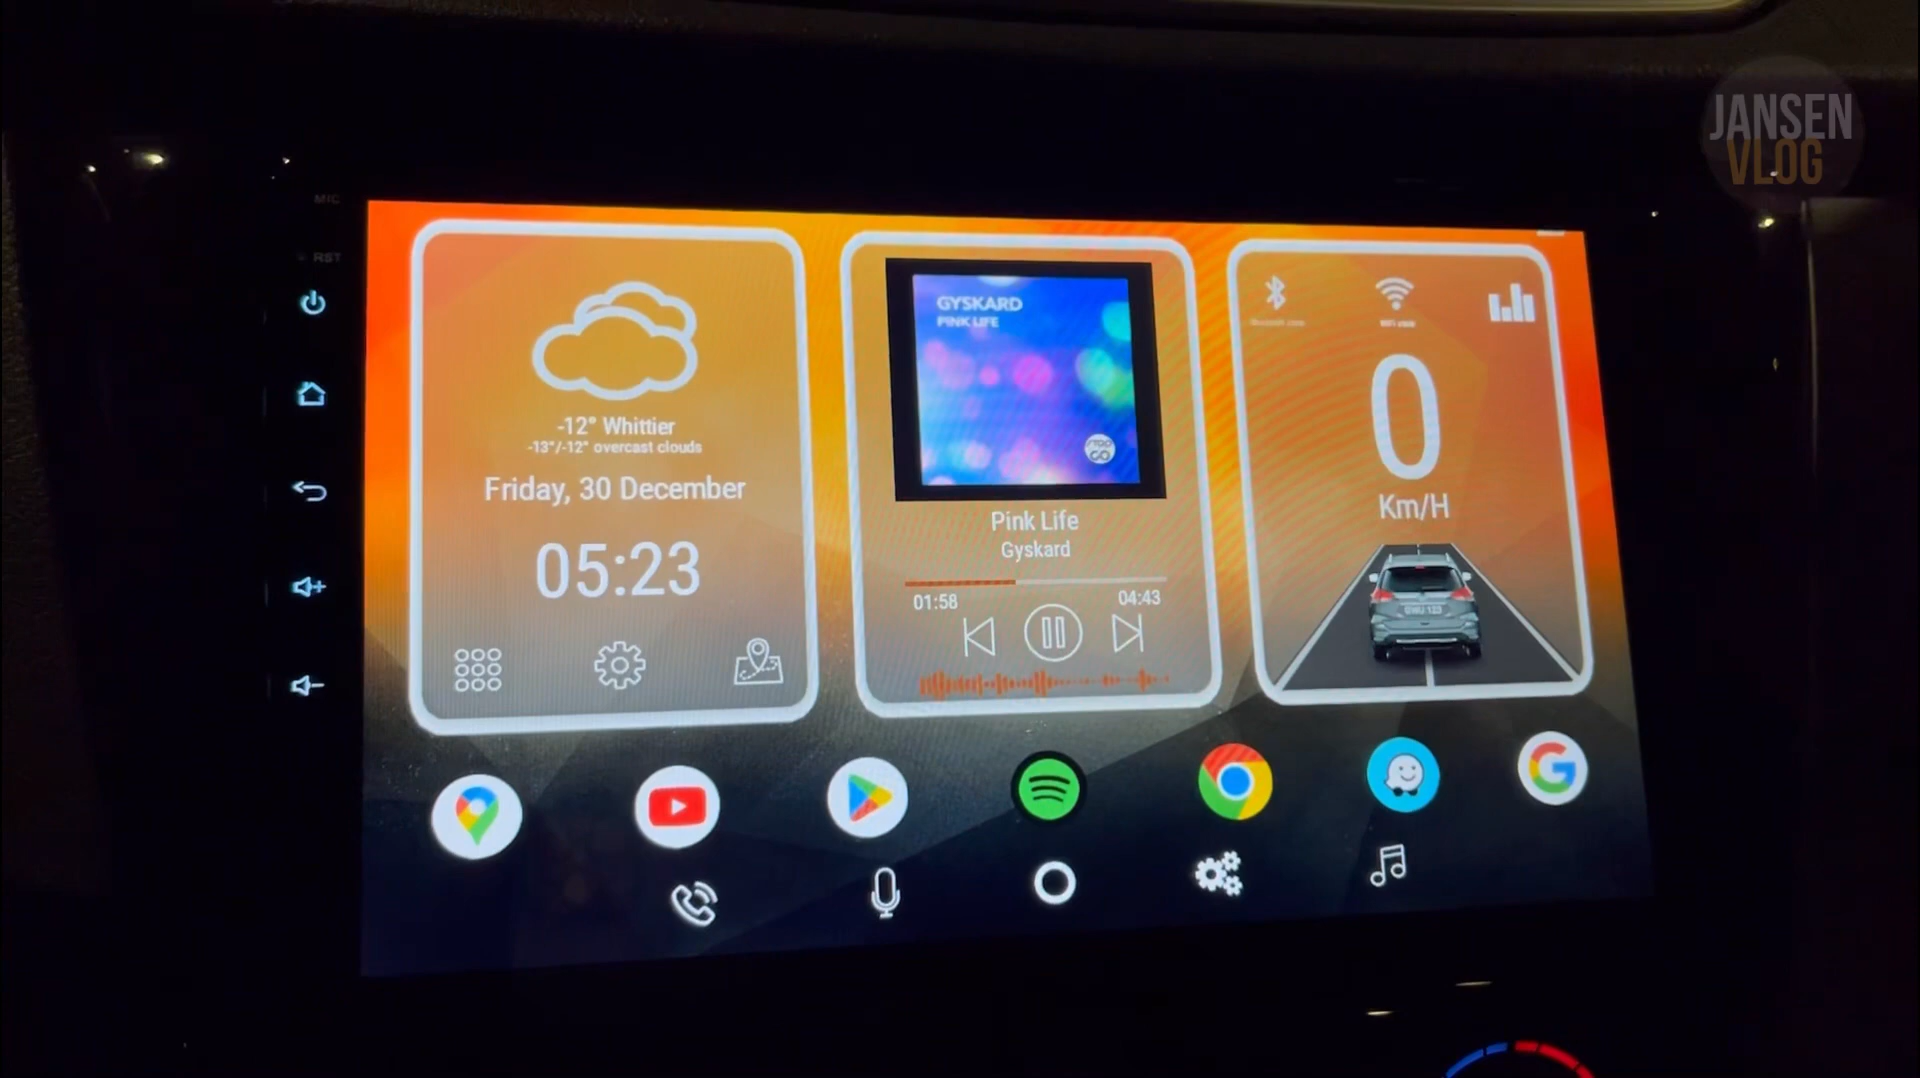 JANSEN
VLOG
MIC
RST
-12° Whittier
-13°/-12° overcast clouds
Friday, 30 December
05:23
GYSKARD
PINK LIFE
Pink Life
Gyskard
01:58
04:43
0
Km/H